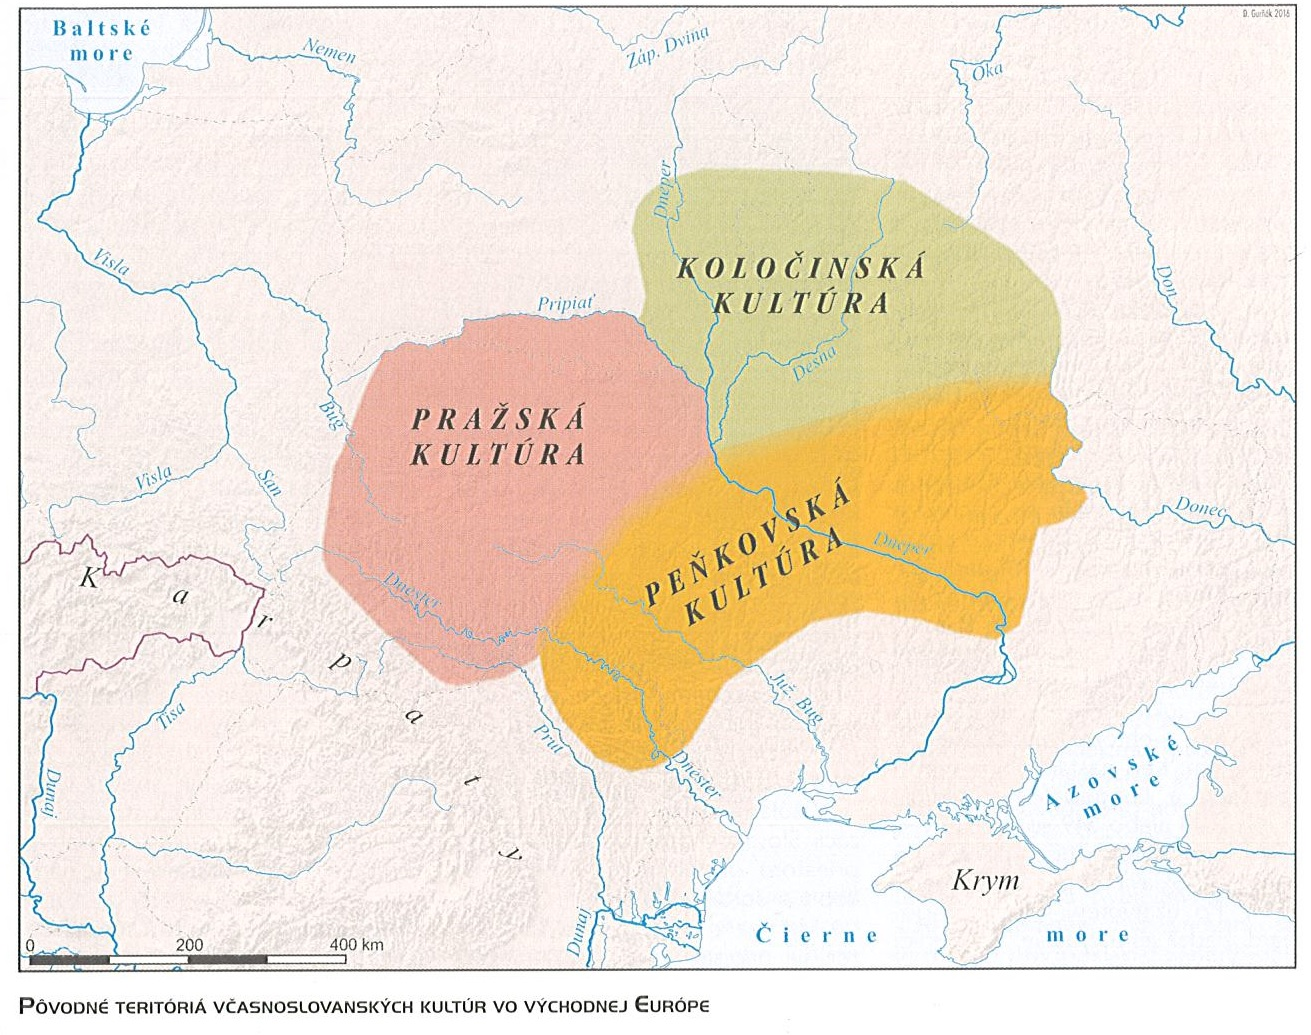 Baltské
more
Nemen
Záp. Dvina
Oka
D. Gurňák 2016
Dneper
Visla
Don
KOLOČINSKÁ
KULTÚRA
Pripiať
Desna
PRAŽSKÁ
KULTÚRA
Bug
Visla
San
PEŇKOVSKÁ
KULTÚRA
Dneper
Donec
Dnester
K a r p a t y
Tisa
Dunaj
Prut
Juž. Bug
Dnester
Azovské
more
Krym
Dunaj
Čierne more
0 200 400 km
PÔVODNÉ TERITÓRIÁ VČASNOSLOVANSKÝCH KULTÚR VO VÝCHODNEJ EURÓPE